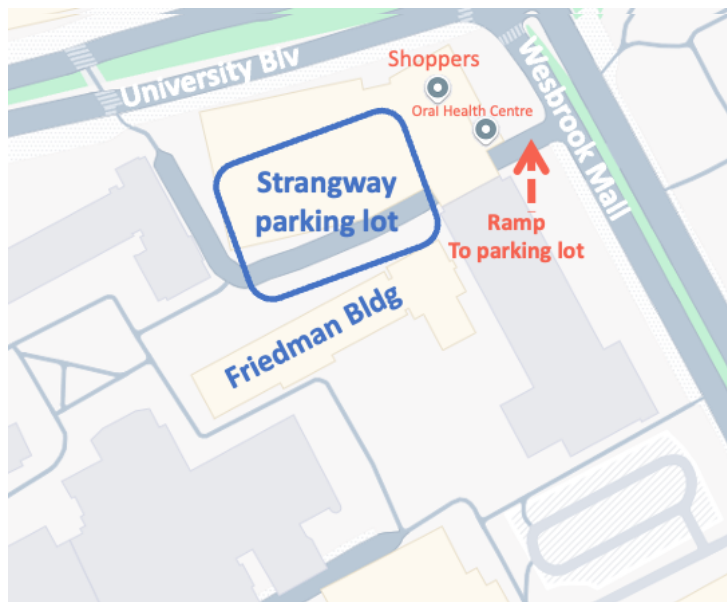 University Blv
Wesbrook Mall
Shoppers
Oral Health Centre
Strangway
parking lot
Ramp
To parking lot
Friedman Bldg